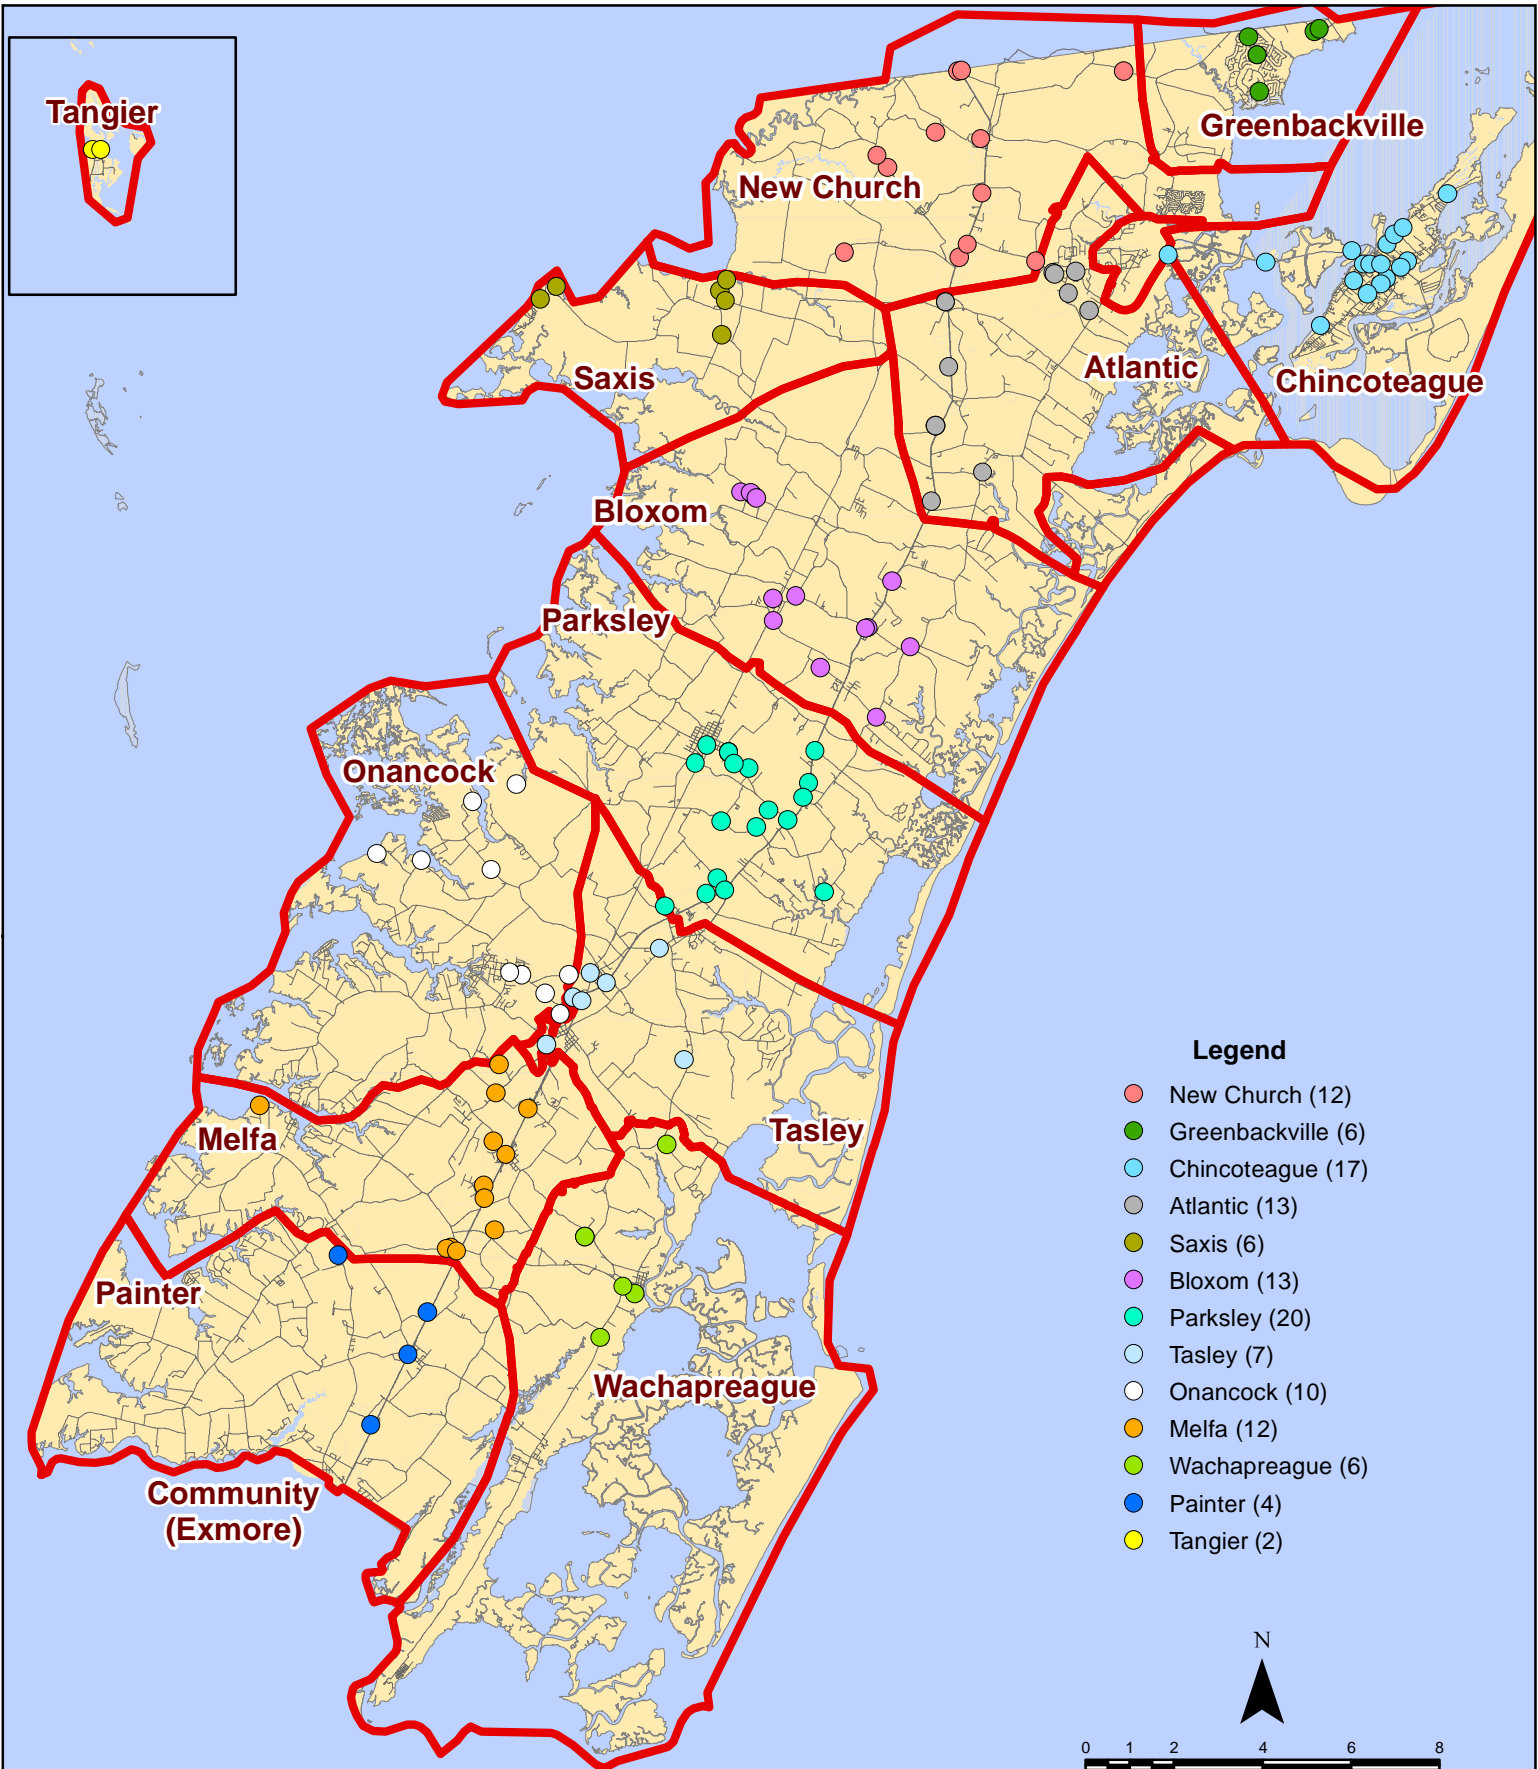 Tangier
Greenbackville
New Church
Atlantic
Saxis
Chincoteague
Bloxom
Parksley
Onancock
Melfa
Tasley
Painter
Wachapreague
Community
(Exmore)
Legend
New Church (12)
Greenbackville (6)
Chincoteague (17)
Atlantic (13)
Saxis (6)
Bloxom (13)
Parksley (20)
Tasley (7)
Onancock (10)
Melfa (12)
Wachapreague (6)
Painter (4)
Tangier (2)
N
0 1 2 4 6 8